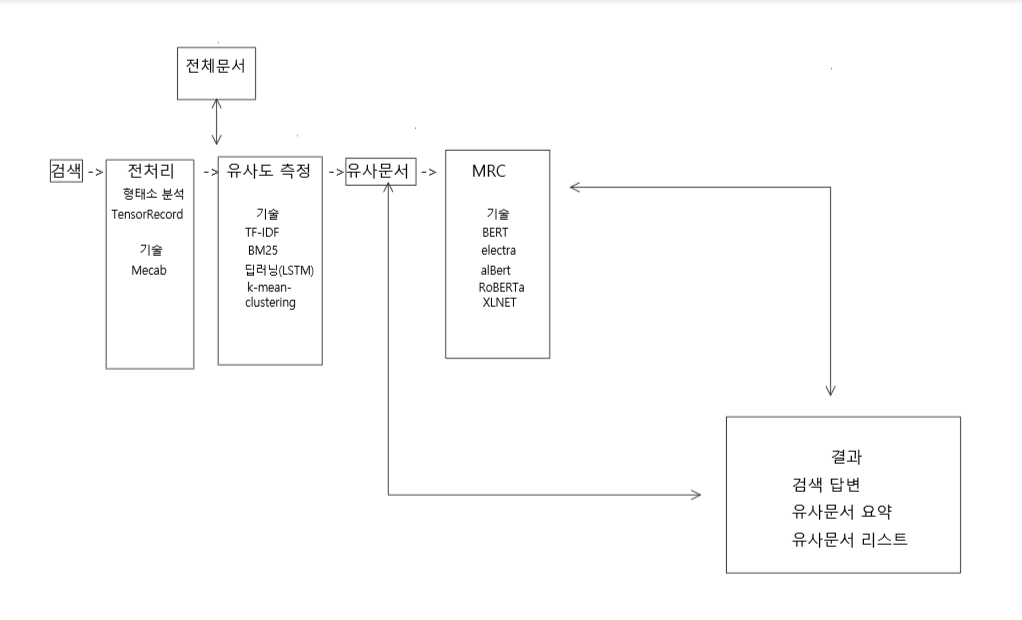 전체문서
검색 ->
전처리
형태소 분석
TensorRecord
기술
Mecab
->
유사도 측정
기술
TF-IDF
BM25
딥러닝(LSTM)
k-mean-
clustering
->
유사문서
->
MRC
기술
BERT
electra
alBert
RoBERTa
XLNET
결과
검색 답변
유사문서 요약
유사문서 리스트